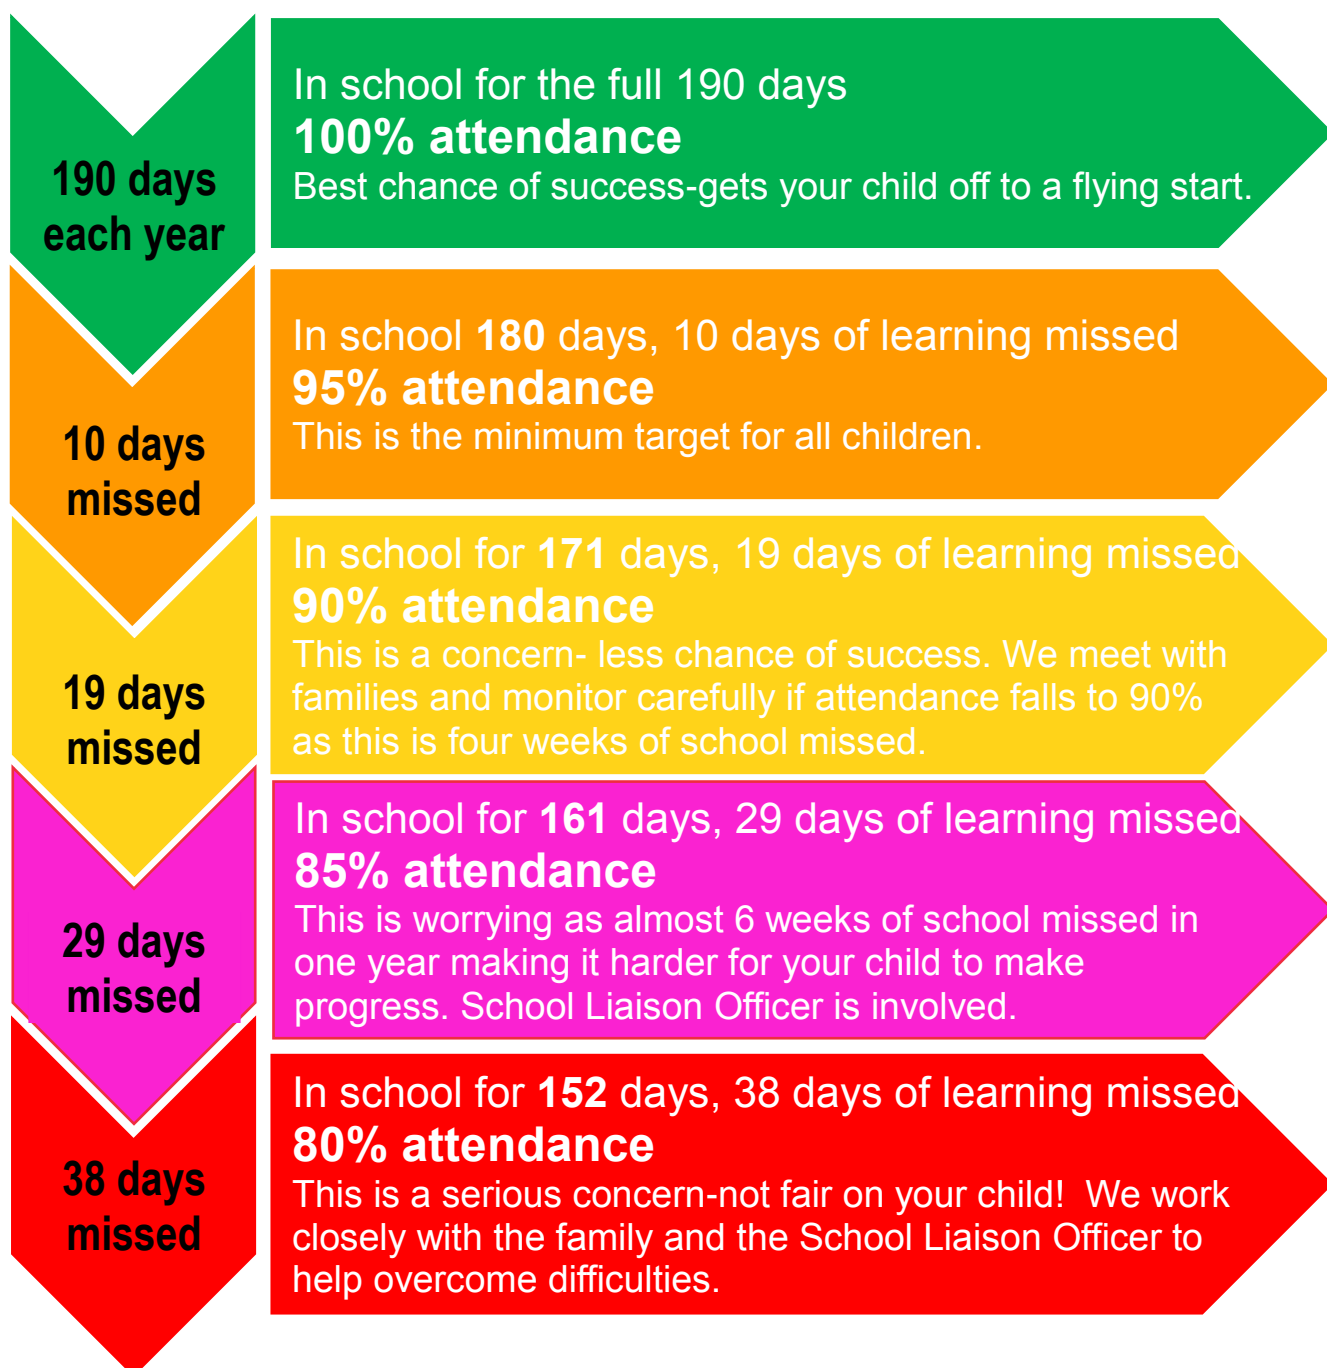 190 days
each year
In school for the full 190 days
100% attendance
Best chance of success-gets your child off to a flying start.
10 days
missed
In school 180 days, 10 days of learning missed
95% attendance
This is the minimum target for all children.
19 days
missed
In school for 171 days, 19 days of learning missed
90% attendance
This is a concern- less chance of success. We meet with
families and monitor carefully if attendance falls to 90%
as this is four weeks of school missed.
29 days
missed
In school for 161 days, 29 days of learning missed
85% attendance
This is worrying as almost 6 weeks of school missed in
one year making it harder for your child to make
progress. School Liaison Officer is involved.
38 days
missed
In school for 152 days, 38 days of learning missed
80% attendance
This is a serious concern-not fair on your child!  We work
closely with the family and the School Liaison Officer to
help overcome difficulties.